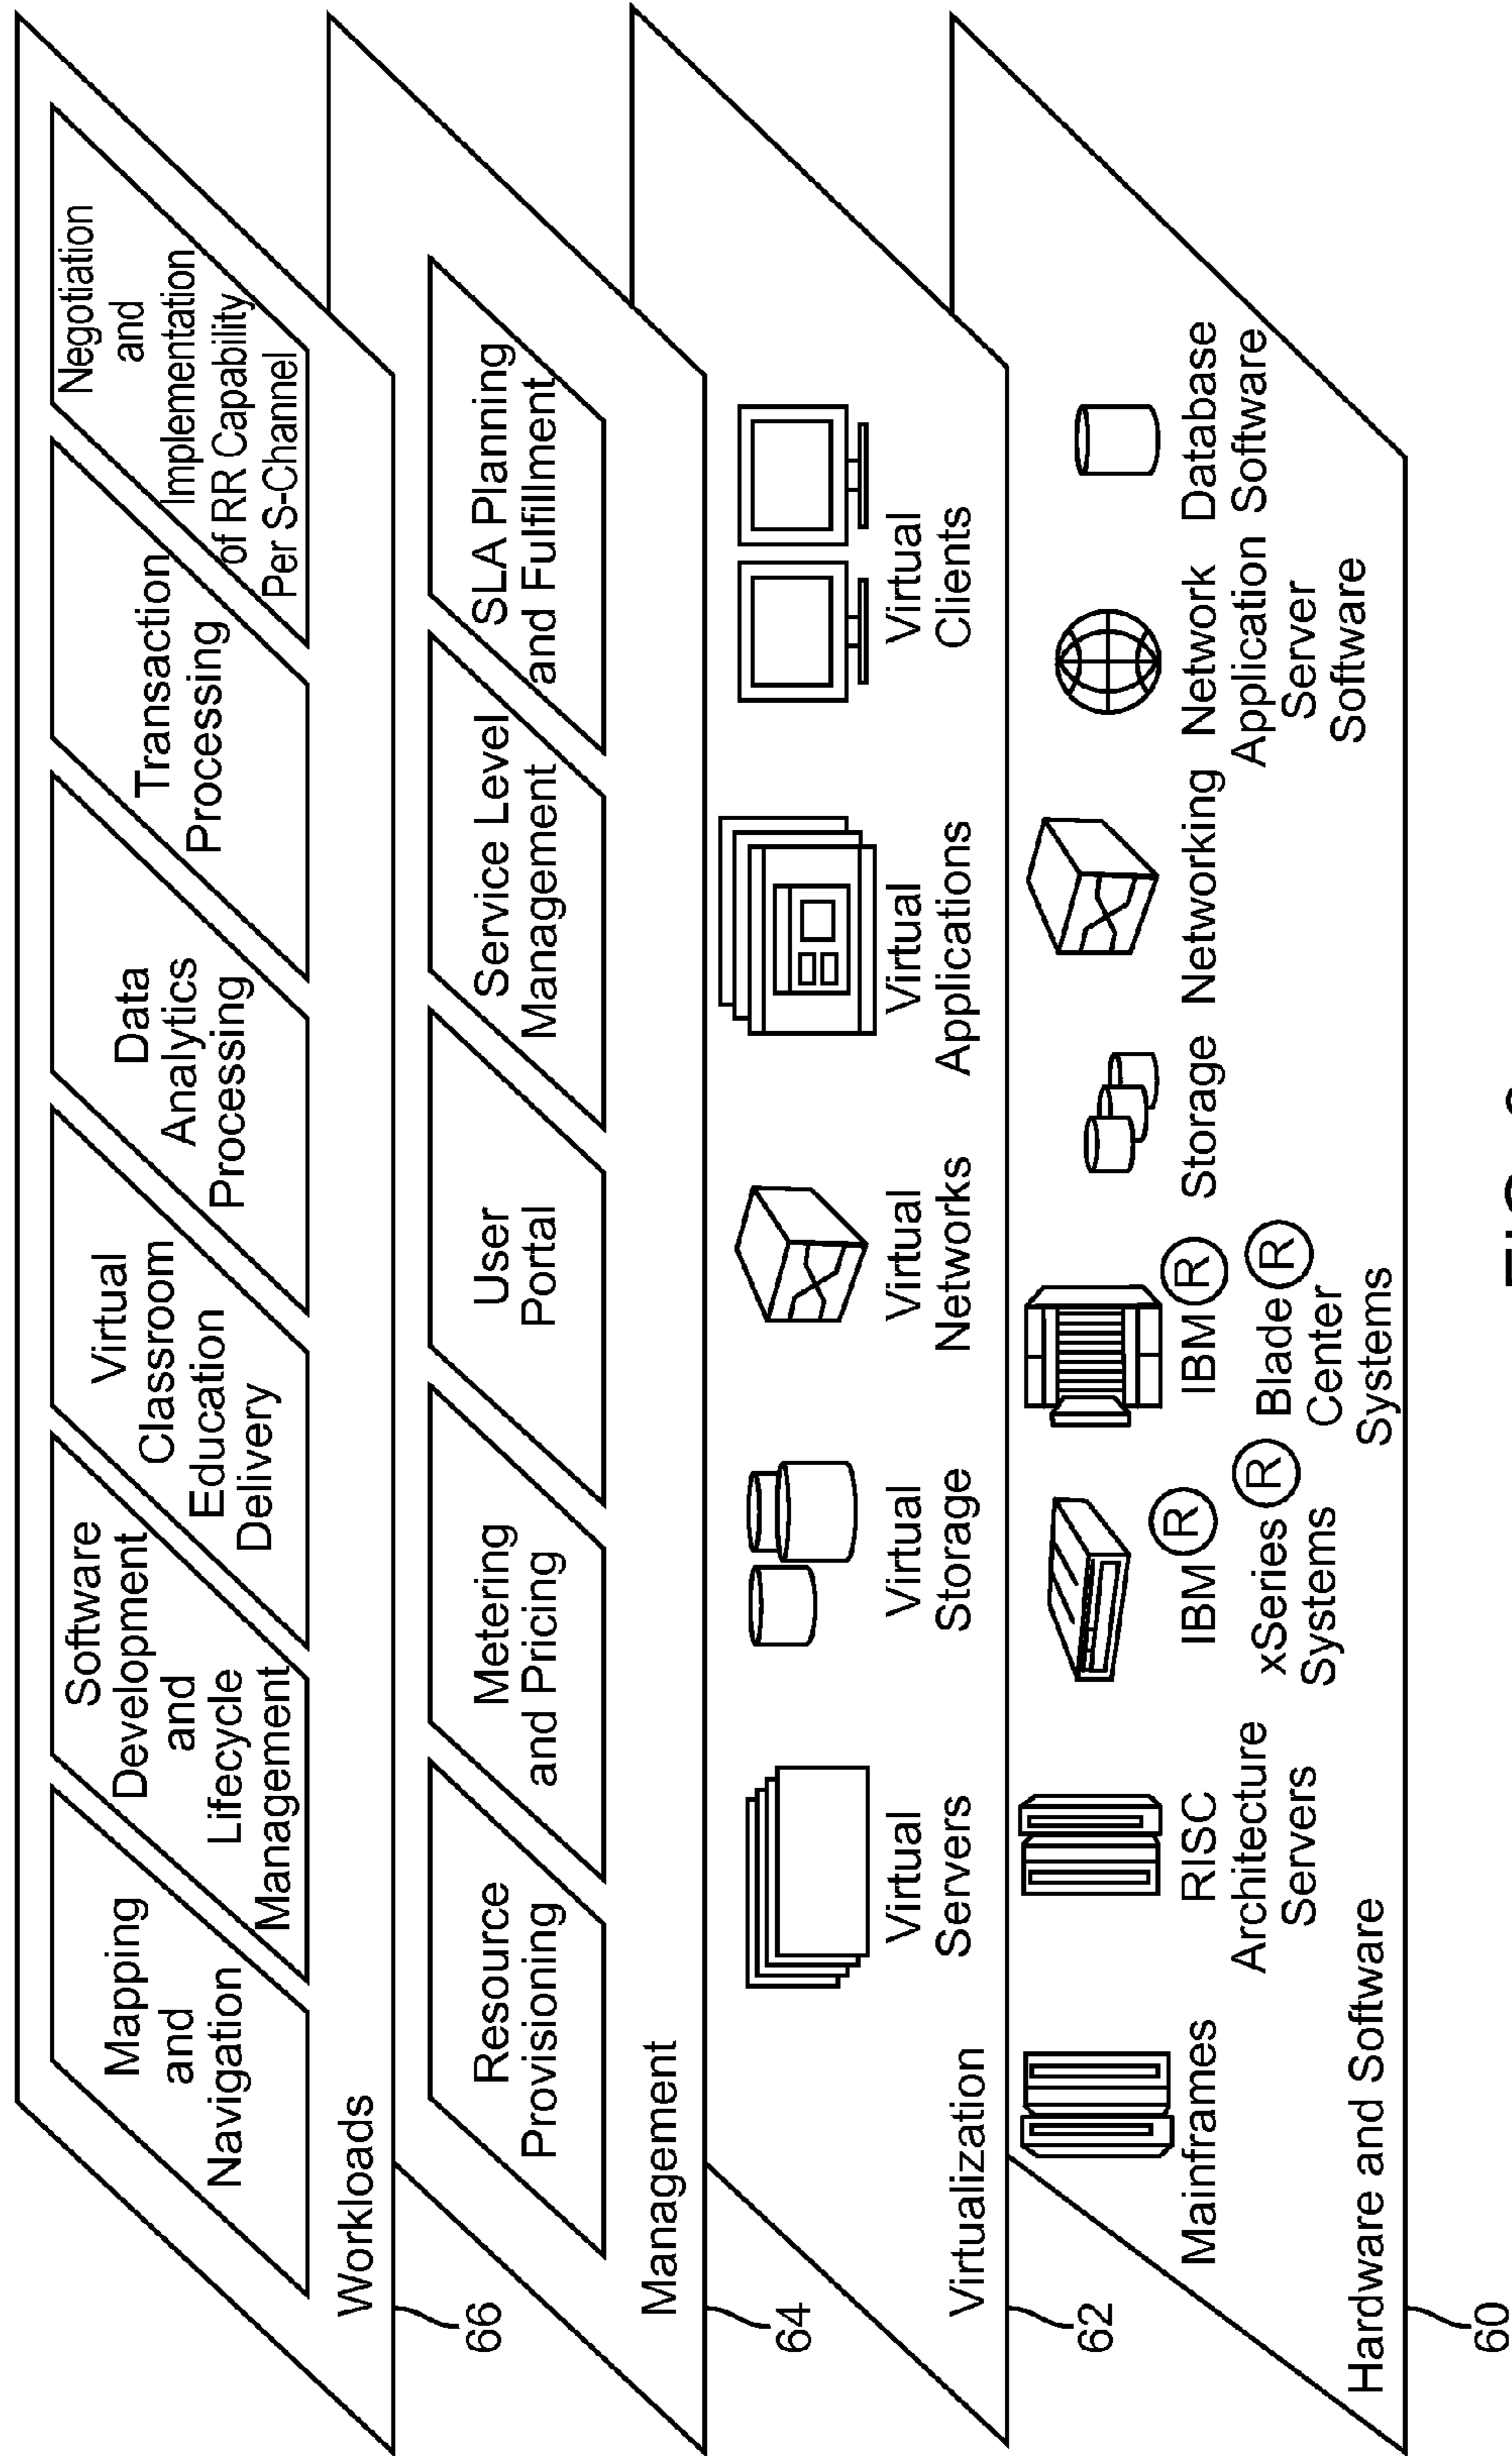 Mapping
and
Navigation
Software
Development
and
Lifecycle
Management
Virtual
Classroom
Education
Delivery
Data
Analytics
Processing
Transaction
Processing
Negotiation
and
Implementation
of RR Capability
Per S-Channel
Workloads
66
Resource
Provisioning
Metering
and Pricing
User
Portal
Service Level
Management
SLA Planning
and Fulfillment
Management
64
Virtual
Servers
Virtual
Storage
Virtual
Networks
Virtual
Applications
Virtual
Clients
Virtualization
62
Mainframes
RISC
Architecture
Servers
IBM®
xSeries®
Systems
IBM®
Blade®
Center
Systems
Storage
Networking
Network
Application
Server
Software
Database
Software
Hardware and Software
60